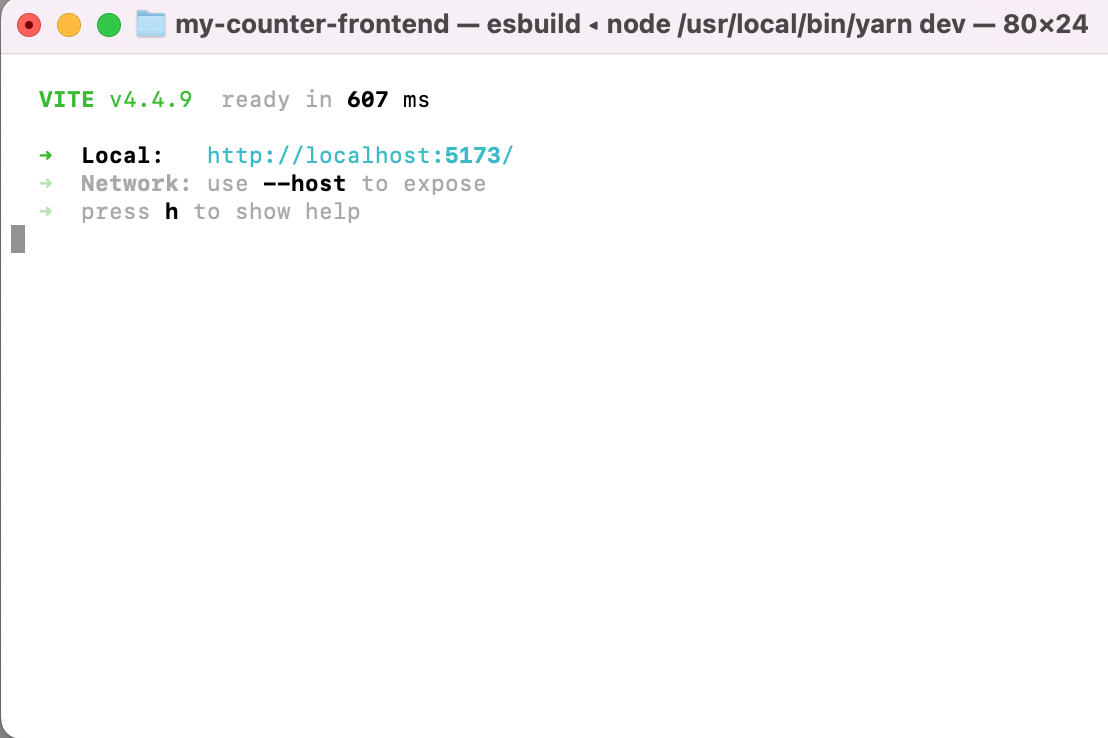 my-counter-frontend — esbuild ◂ node /usr/local/bin/yarn dev — 80×24
VITE v4.4.9  ready in 607 ms
➜  Local:   http://localhost:5173/
➜  Network: use --host to expose
➜  press h to show help